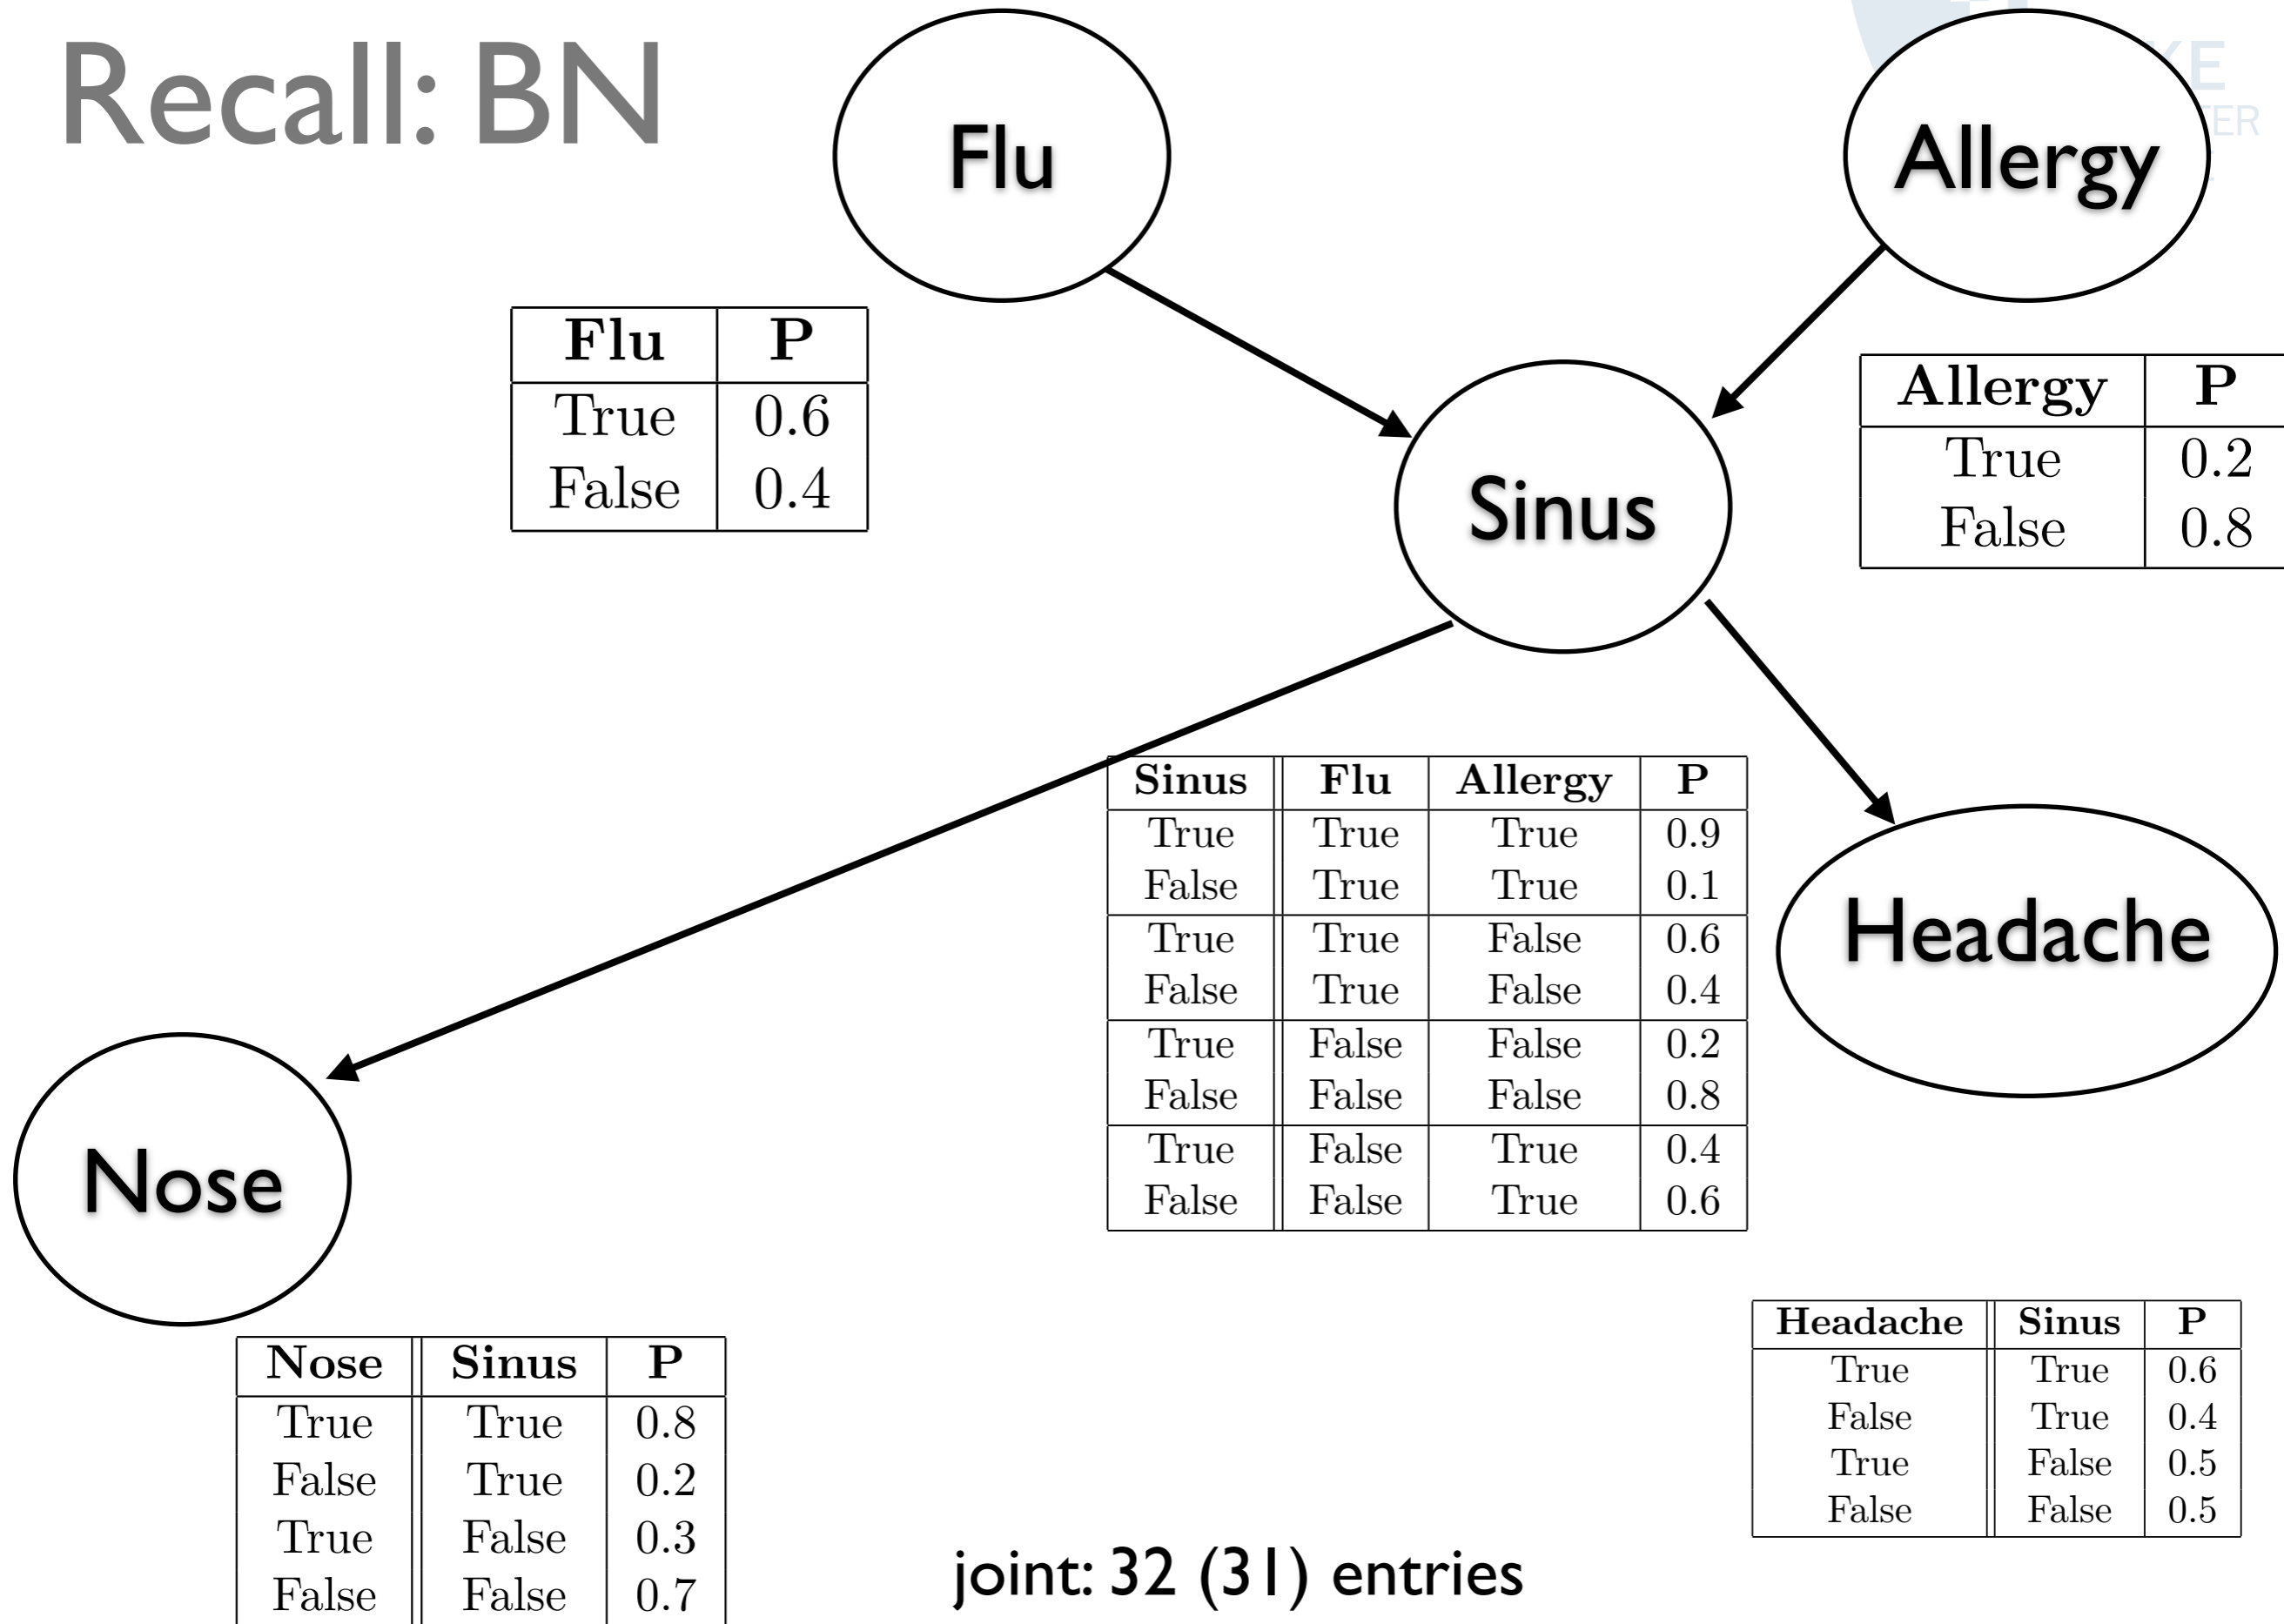 Recall: BN
Flu
Allergy
KE
ER
Flu P
True 0.6
False 0.4
Allergy P
True 0.2
False 0.8
Sinus
Sinus Flu Allergy P
True True True 0.9
False True True 0.1
True True False 0.6
False True False 0.4
True False False 0.2
False False False 0.8
True False True 0.4
False False True 0.6
Headache
Nose
Headache Sinus P
True True 0.6
False True 0.4
True False 0.5
False False 0.5
Nose Sinus P
True True 0.8
False True 0.2
True False 0.3
False False 0.7
joint: 32 (31) entries